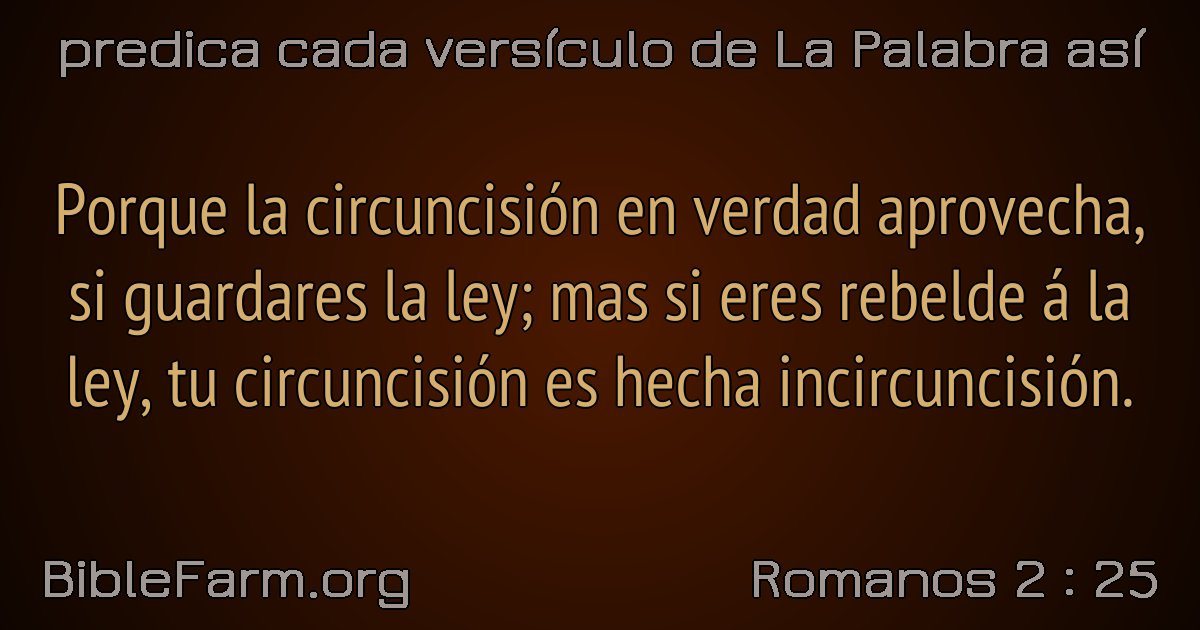 predica cada versículo de La Palabra así
Porque la circuncisión en verdad aprovecha,
si guardares la ley; mas si eres rebelde á la
ley, tu circuncisión es hecha incircuncisión.
BibleFarm.org
Romanos 2 : 25